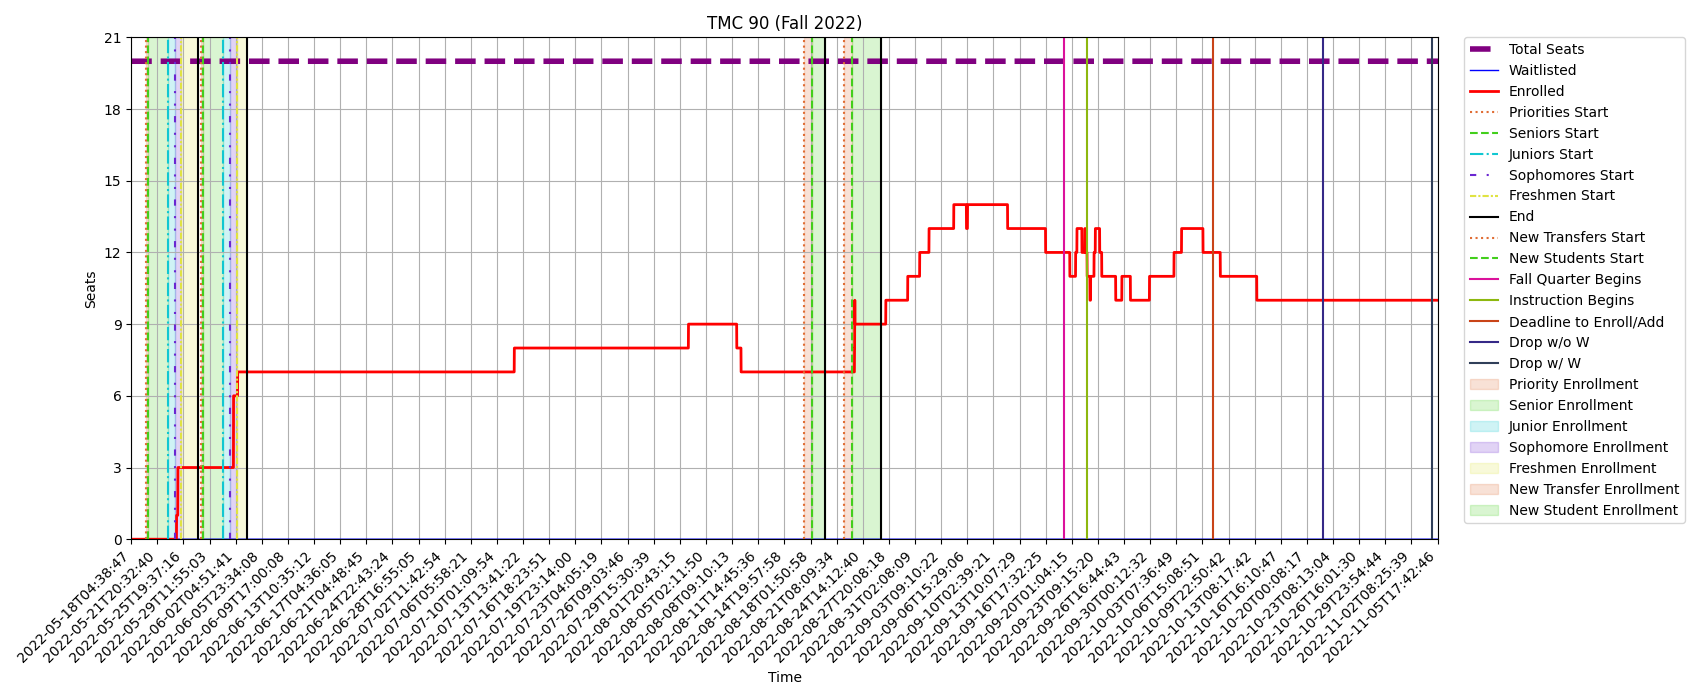 TMC 90 (Fall 2022)
Seats
21
18
15
12
9
6
3
0
2022-05-18T04:38:47
2022-05-21T20:32:40
2022-05-25T19:37:16
2022-05-29T11:55:03
2022-06-02T04:51:41
2022-06-05T23:34:08
2022-06-09T17:00:08
2022-06-13T10:35:12
2022-06-17T04:36:05
2022-06-21T04:48:45
2022-06-24T22:43:24
2022-06-28T16:55:05
2022-07-02T11:42:54
2022-07-06T05:58:21
2022-07-10T01:09:54
2022-07-13T13:41:22
2022-07-16T18:23:51
2022-07-19T23:14:00
2022-07-23T04:05:19
2022-07-26T09:03:46
2022-07-29T15:30:39
2022-08-01T20:43:15
2022-08-05T02:11:50
2022-08-08T09:10:13
2022-08-11T14:45:36
2022-08-14T19:57:58
2022-08-18T01:50:58
2022-08-21T08:09:34
2022-08-24T14:12:40
2022-08-27T20:08:18
2022-08-31T02:08:09
2022-09-03T09:10:22
2022-09-06T15:29:06
2022-09-10T02:39:21
2022-09-13T10:07:29
2022-09-16T17:32:25
2022-09-20T01:04:15
2022-09-23T09:15:20
2022-09-26T16:44:43
2022-09-30T00:12:32
2022-10-03T07:36:49
2022-10-06T15:08:51
2022-10-09T22:50:42
2022-10-13T08:17:42
2022-10-16T16:10:47
2022-10-20T00:08:17
2022-10-23T08:13:04
2022-10-26T16:01:30
2022-10-29T23:54:44
2022-11-02T08:25:39
2022-11-05T17:42:46
Time
Total Seats
Waitlisted
Enrolled
Priorities Start
Seniors Start
Juniors Start
Sophomores Start
Freshmen Start
End
New Transfers Start
New Students Start
Fall Quarter Begins
Instruction Begins
Deadline to Enroll/Add
Drop w/o W
Drop w/ W
Priority Enrollment
Senior Enrollment
Junior Enrollment
Sophomore Enrollment
Freshmen Enrollment
New Transfer Enrollment
New Student Enrollment